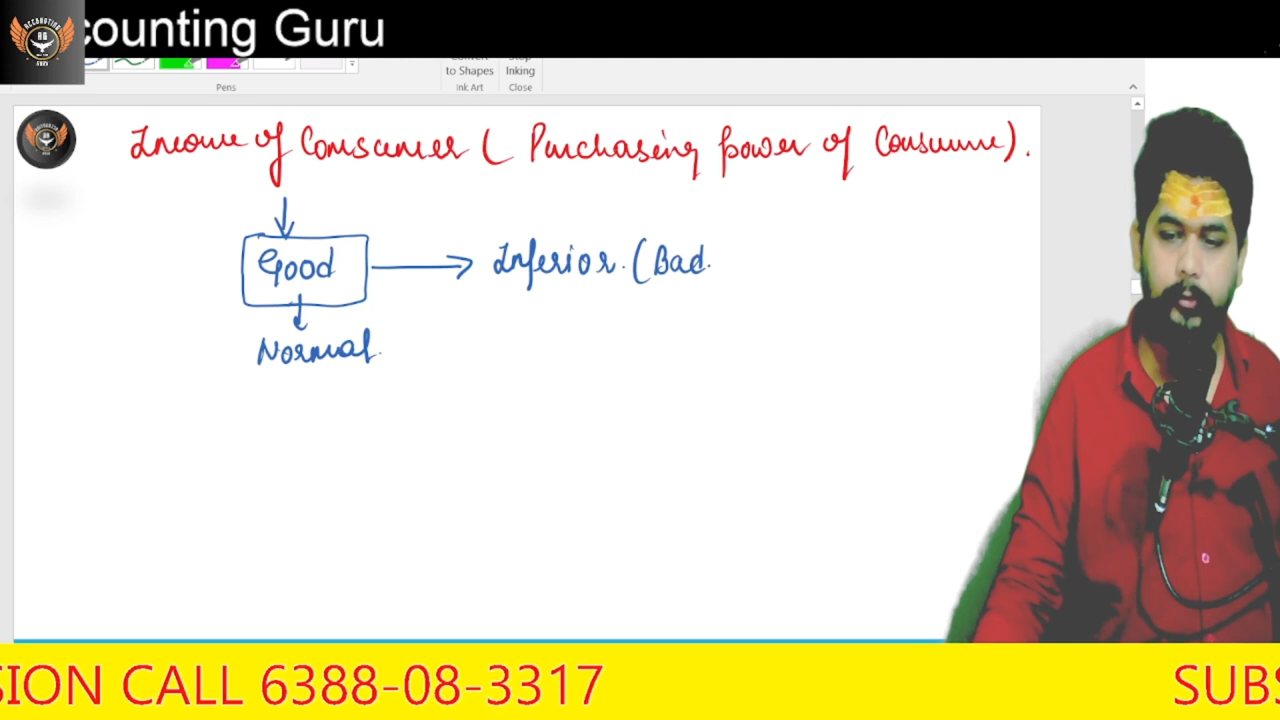 counting Guru
to Shapes
Inking
Pens
Ink Art
Close
Income of Consumer ( Purchasing power of Consume).
Good
Inferior. (Bad.
Normal.
SION CALL 6388-08-3317
SUBS